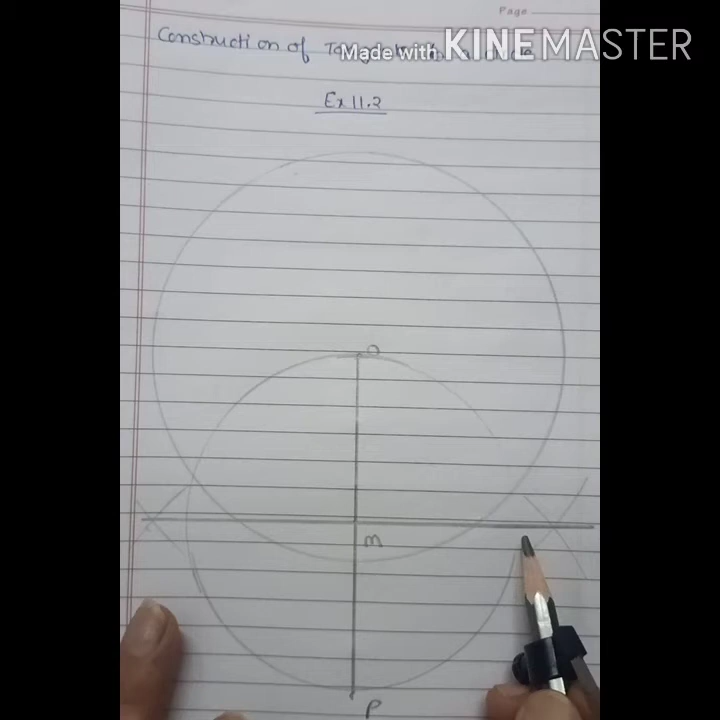 Page
Construction of
Made with KINEMASTER
Ex 11.2
O
M
P